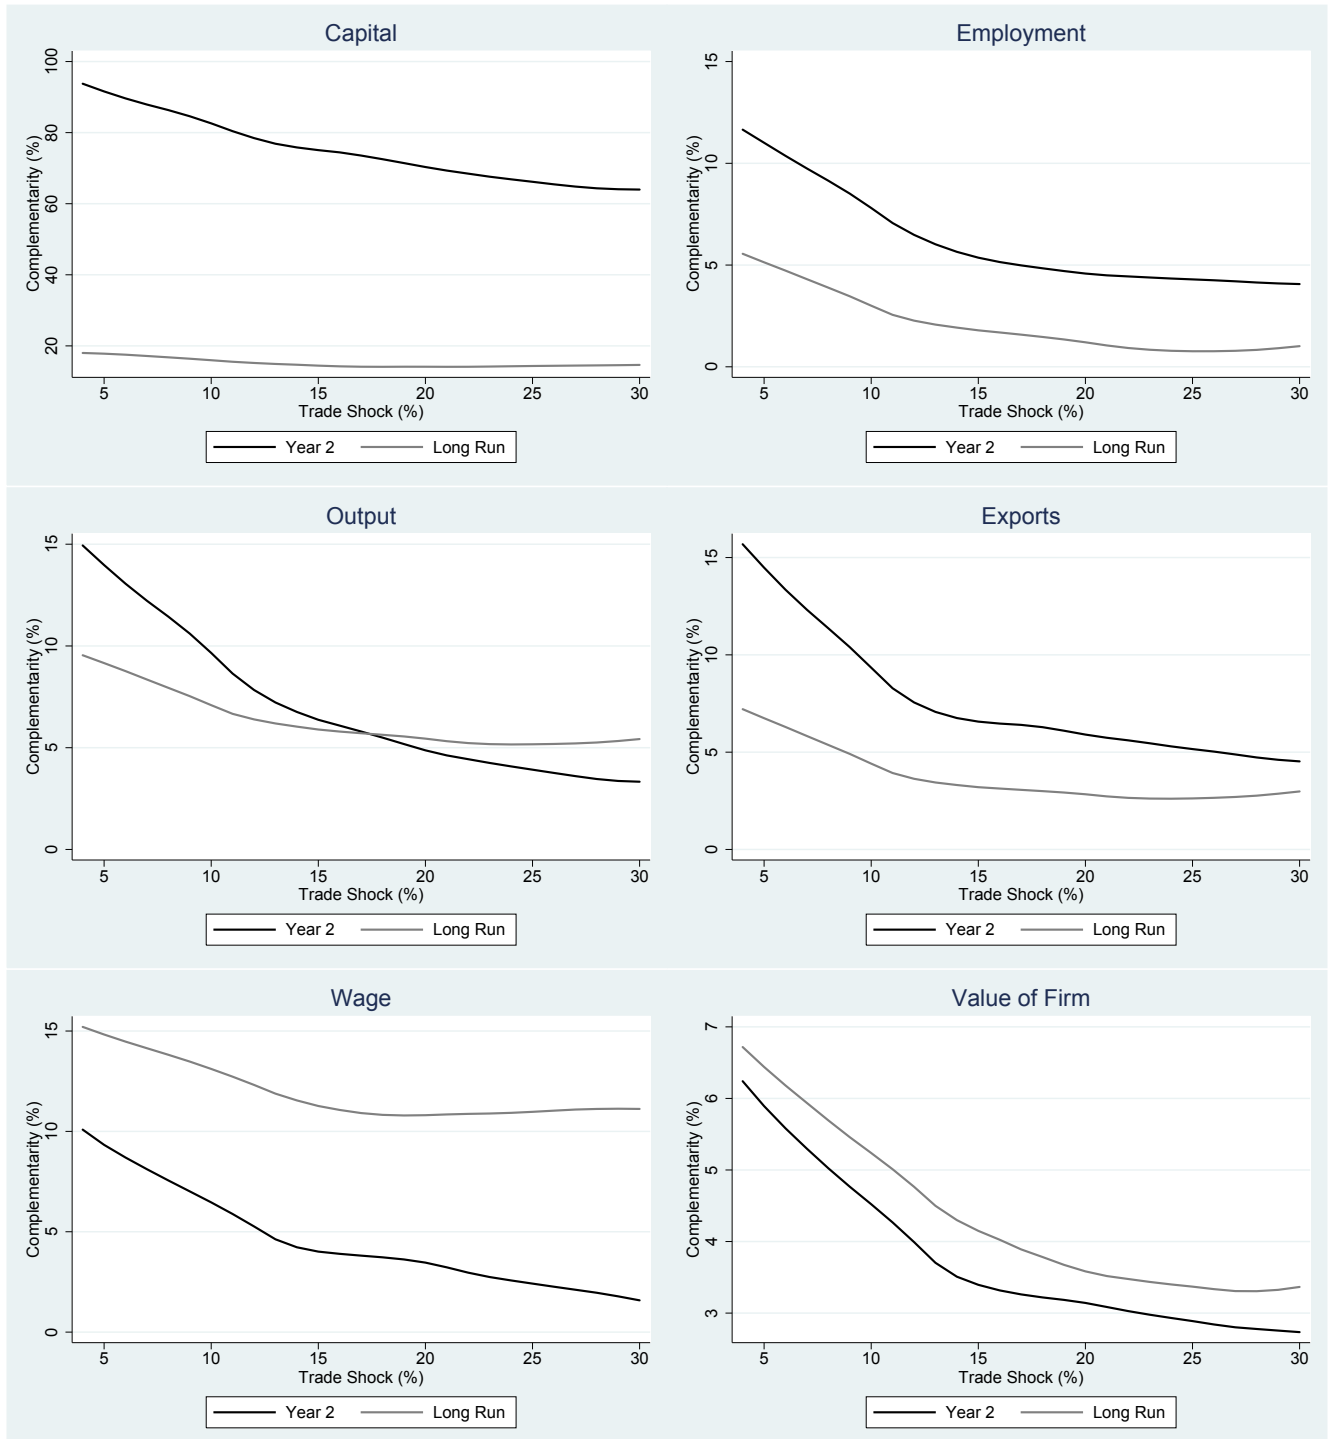 Capital
Complementarity (%)
100
80
60
40
20
5 10 15 20 25 30
Trade Shock (%)
Year 2 Long Run
Employment
Complementarity (%)
15
10
5
0
5 10 15 20 25 30
Trade Shock (%)
Year 2 Long Run
Output
Complementarity (%)
15
10
5
0
5 10 15 20 25 30
Trade Shock (%)
Year 2 Long Run
Exports
Complementarity (%)
15
10
5
0
5 10 15 20 25 30
Trade Shock (%)
Year 2 Long Run
Wage
Complementarity (%)
15
10
5
0
5 10 15 20 25 30
Trade Shock (%)
Year 2 Long Run
Value of Firm
Complementarity (%)
7
6
5
4
3
5 10 15 20 25 30
Trade Shock (%)
Year 2 Long Run